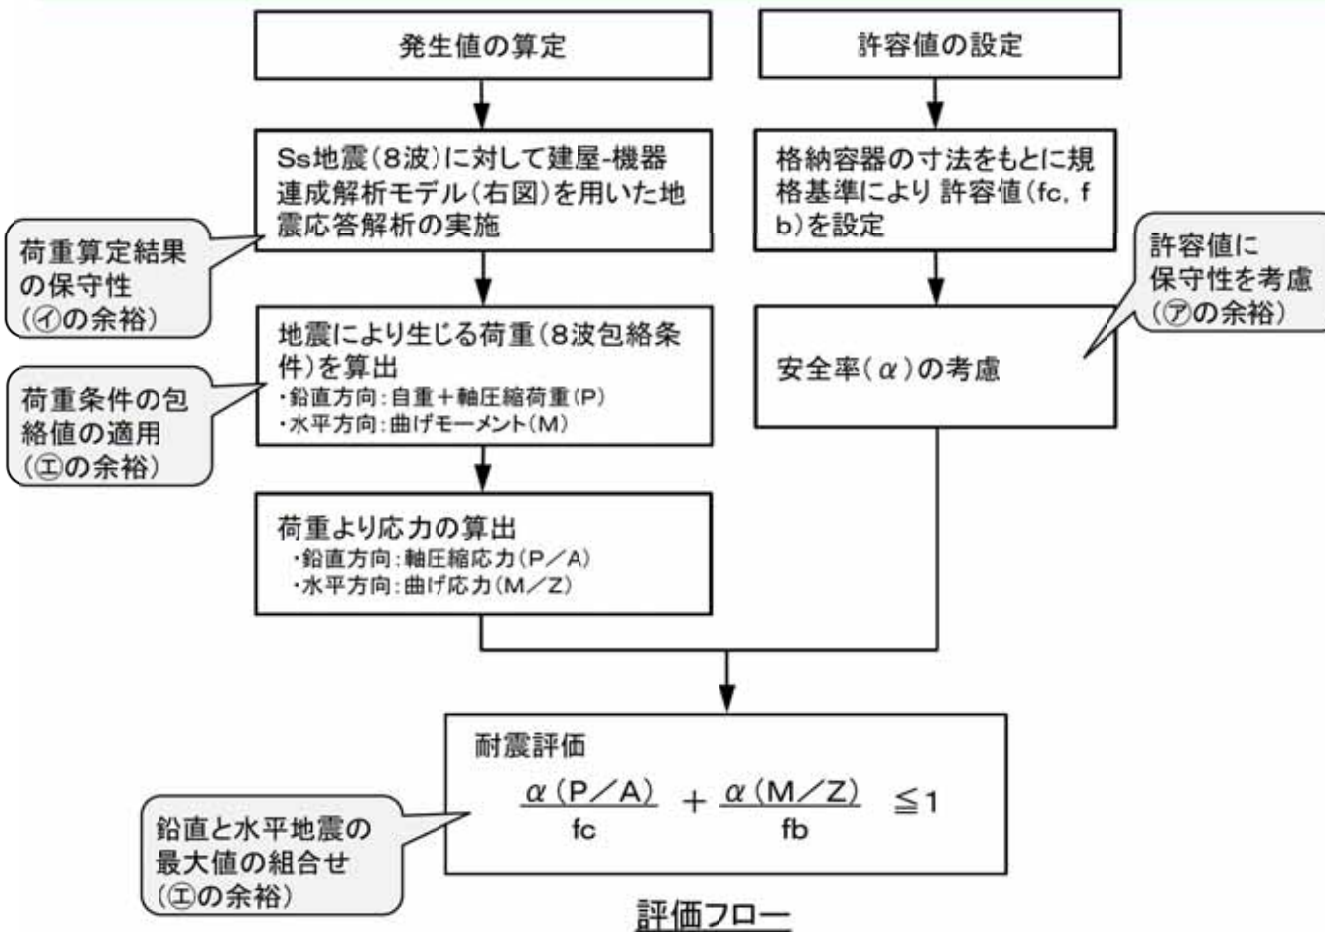 発生値の算定
許容値の設定
Ss地震(8波)に対して建屋-機器
連成解析モデル(右図)を用いた地
震応答解析の実施
格納容器の寸法をもとに規
格基準により許容値(fc, f
b)を設定
荷重算定結果
の保守性
(㋑の余裕)
許容値に
保守性を考慮
(㋐の余裕)
地震により生じる荷重(8波包絡条
件)を算出
・鉛直方向:自重+軸圧縮荷重(P)
・水平方向:曲げモーメント(M)
安全率(α)の考慮
荷重条件の包
絡値の適用
(㋓の余裕)
荷重より応力の算出
・鉛直方向:軸圧縮応力(P/A)
・水平方向:曲げ応力(M/Z)
耐震評価
α(P/A) + α(M/Z) ≦1
fc fb
鉛直と水平地震の
最大値の組合せ
(㋓の余裕)
評価フロー